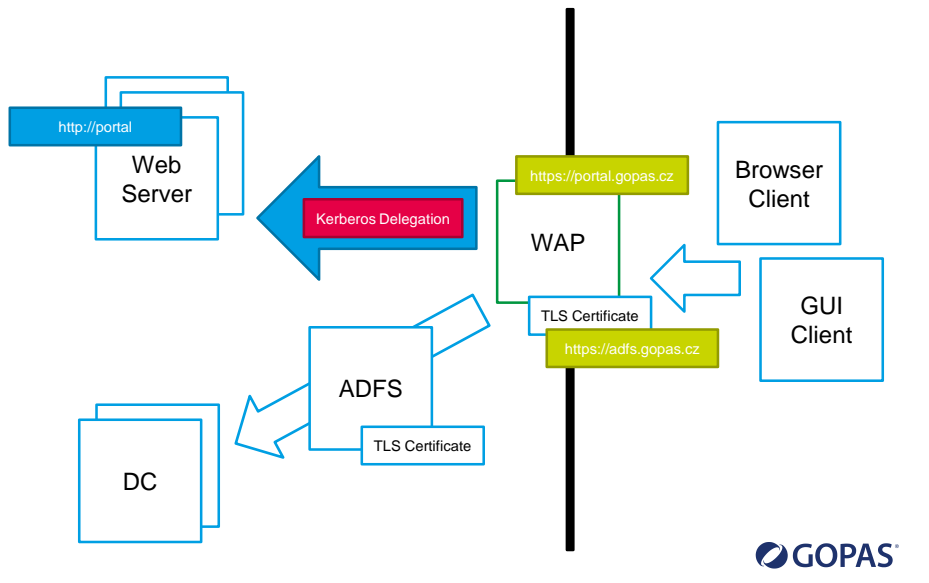 http://portal
Web
Server
Kerberos Delegation
https://portal.gopas.cz
WAP
TLS Certificate
https://adfs.gopas.cz
Browser
Client
GUI
Client
ADFS
TLS Certificate
DC
GOPAS